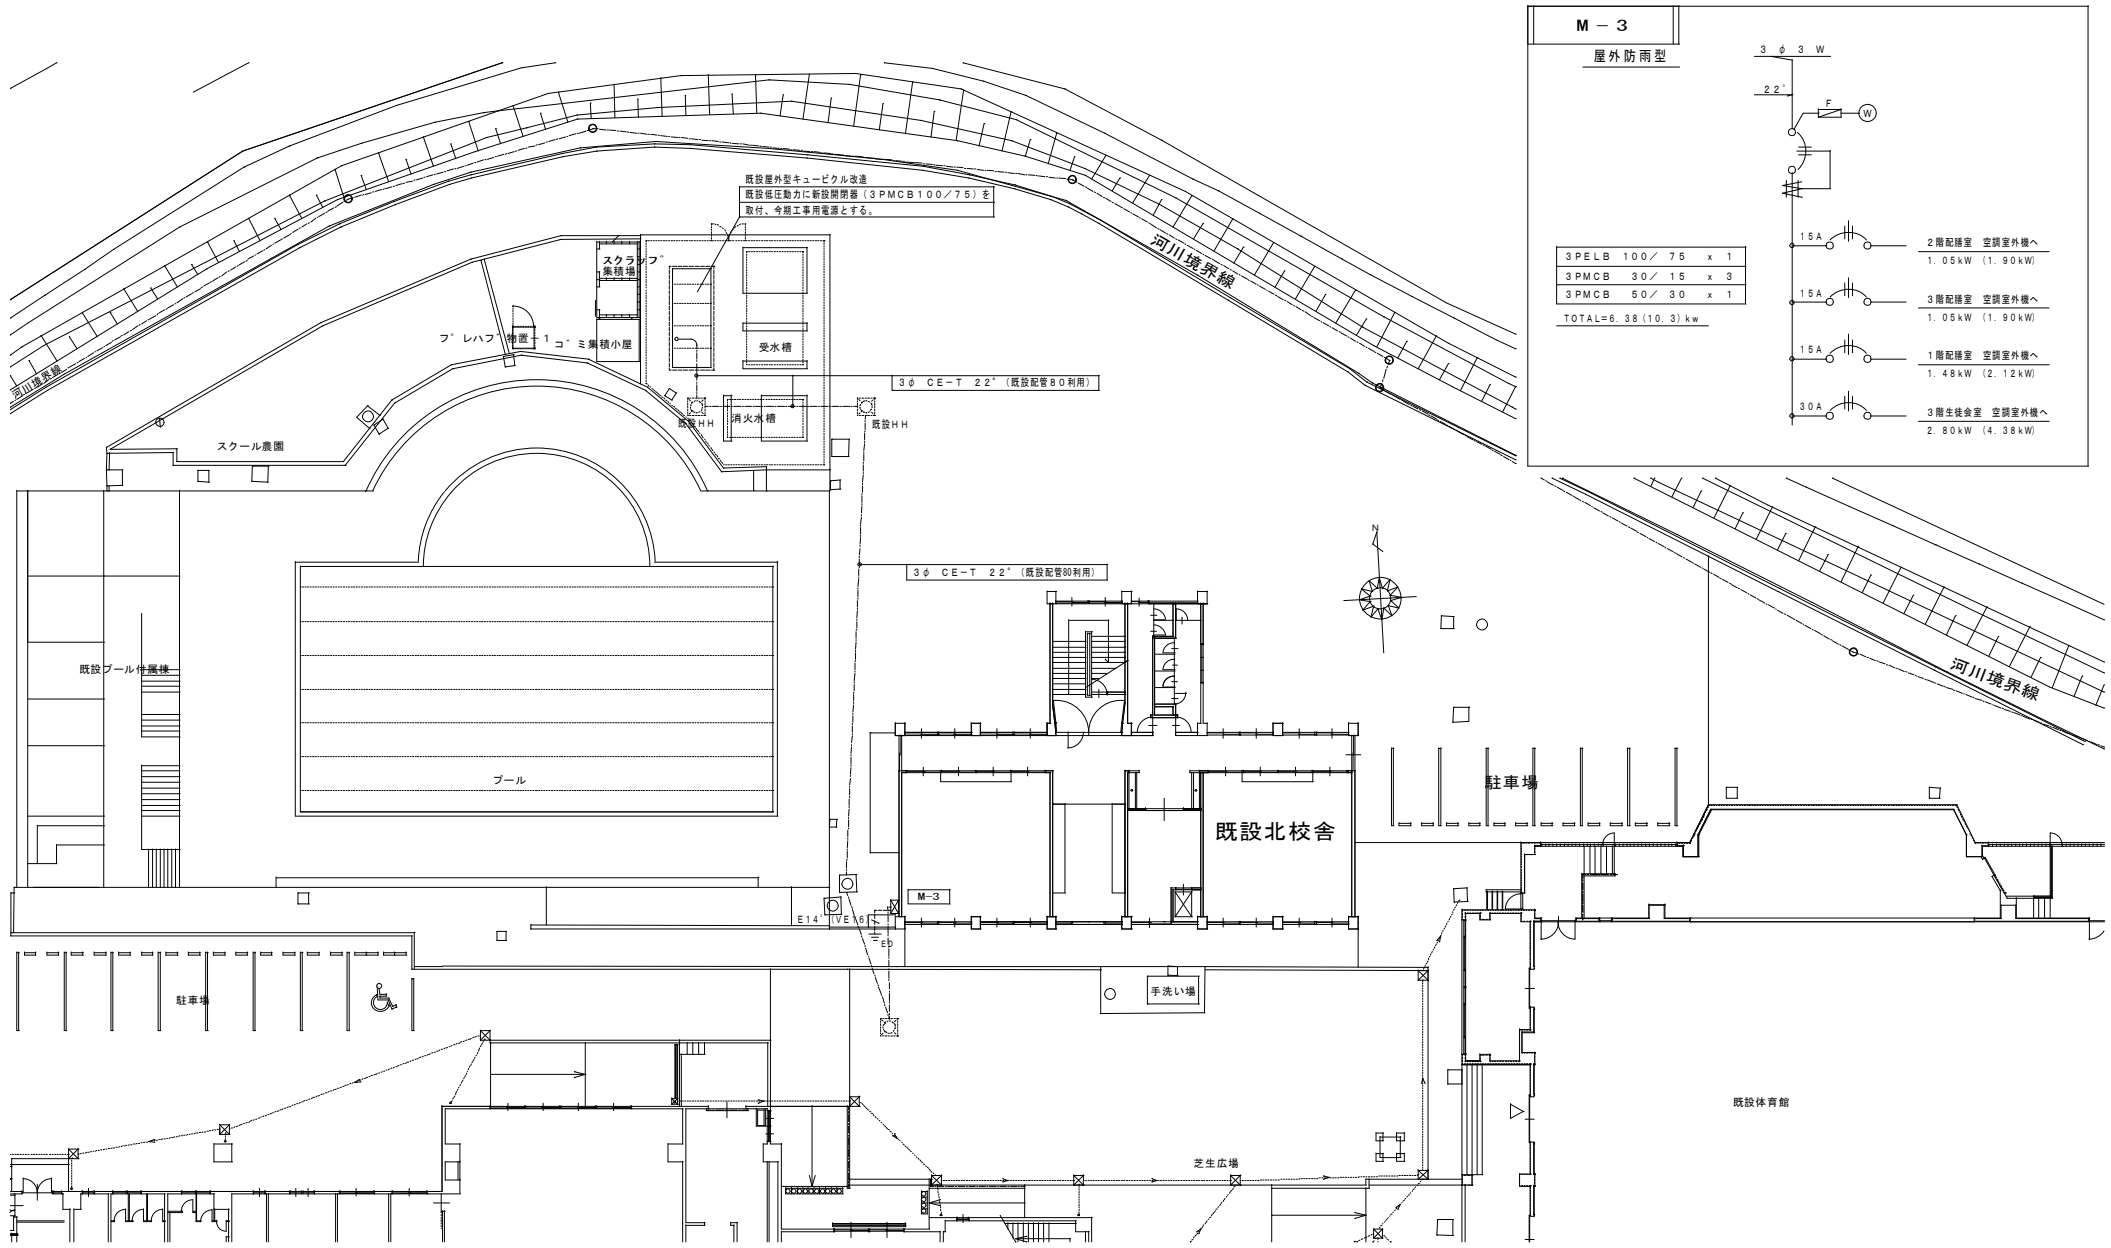 M－3
屋外防雨型
3φ3W
22°
F
W
15A
2階配膳室 空調室外機へ
1.05kW (1.90kW)
15A
3階配膳室 空調室外機へ
1.05kW (1.90kW)
15A
1階配膳室 空調室外機へ
1.48kW (2.12kW)
30A
3階生徒会室 空調室外機へ
2.80kW (4.38kW)
3PELB 100/ 75 x 1
3PMCB 30/ 15 x 3
3PMCB 50/ 30 x 1
TOTAL=6.38(10.3)kw
既設屋外型キュービクル改造
既設低圧動力に新設開閉器(3PMCB100/75)を
取付、今期工事用電源とする。
河川境界線
スクラップ
集積場
プレハブ物置－1
ゴミ集積小屋
受水槽
河川境界線
3φ CE－T 22°(既設配管80利用)
消火水槽
既設HH
既設HH
スクール農園
3φ CE－T 22°(既設配管80利用)
N
既設プール付属棟
河川境界線
プール
駐車場
既設北校舎
M－3
E14°(VE16)
ED
駐車場
手洗い場
既設体育館
芝生広場